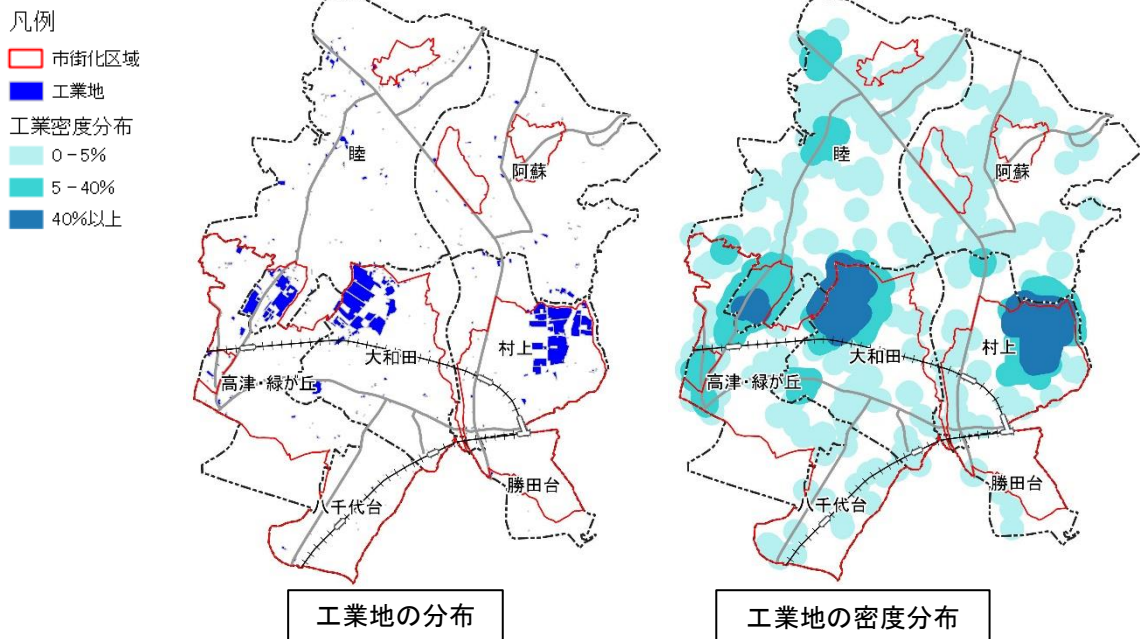 凡例
市街化区域
工業地
工業密度分布
0-5%
5-40%
40%以上
睦
阿蘇
村上
大和田
高津・緑が丘
勝田台
八千代台
工業地の分布
睦
阿蘇
村上
大和田
高津・緑が丘
勝田台
八千代台
工業地の密度分布